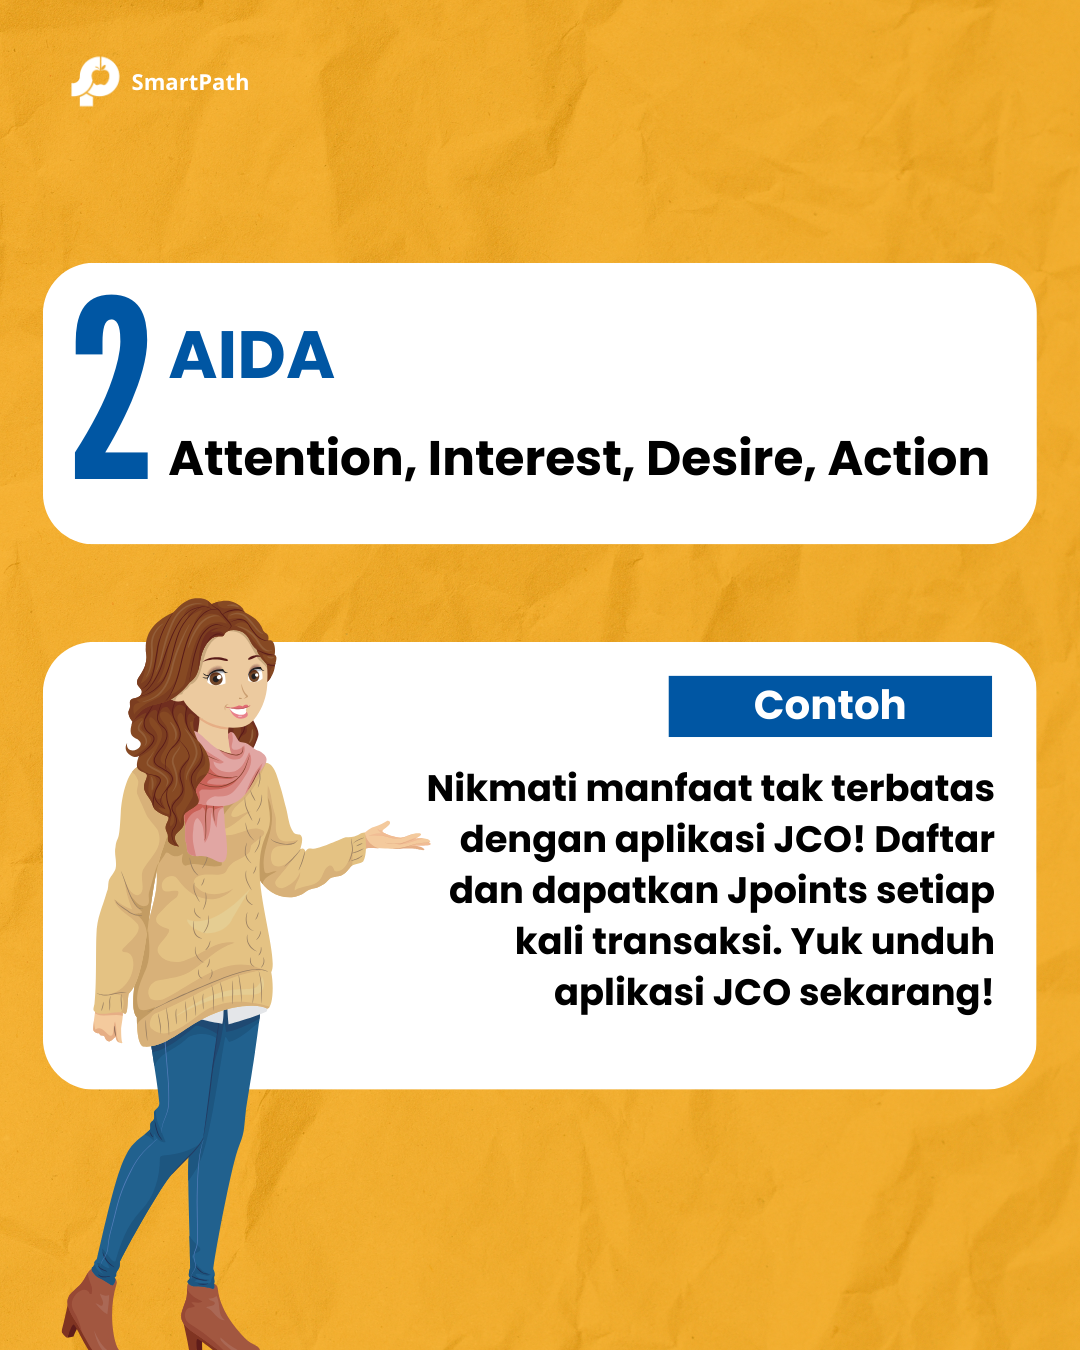 SmartPath
2
AIDA
Attention, Interest, Desire, Action
Contoh
Nikmati manfaat tak terbatas
dengan aplikasi JCO! Daftar
dan dapatkan Jpoints setiap
kali transaksi. Yuk unduh
aplikasi JCO sekarang!